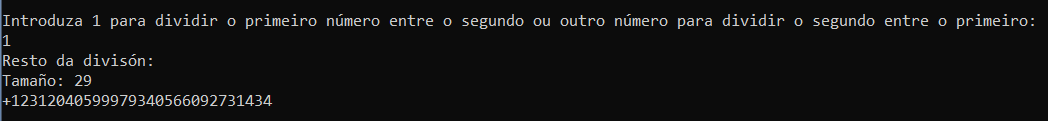 Introduza 1 para dividir o primeiro número entre o segundo ou outro número para dividir o segundo entre o primeiro:
1
Resto da divisón:
Tamaño: 29
+12312040599979340566092731434